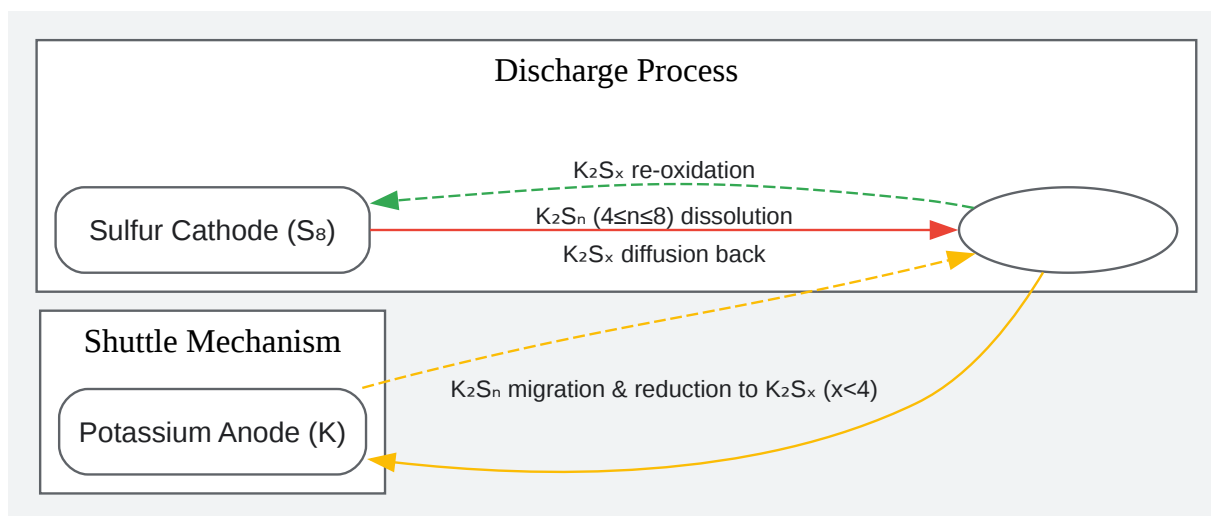 Discharge Process
K₂Sₓ re-oxidation
K₂Sₙ (4≤n≤8) dissolution
Sulfur Cathode (S₈)
K₂Sₓ diffusion back
Shuttle Mechanism
K₂Sₙ migration & reduction to K₂Sₓ (x<4)
Potassium Anode (K)